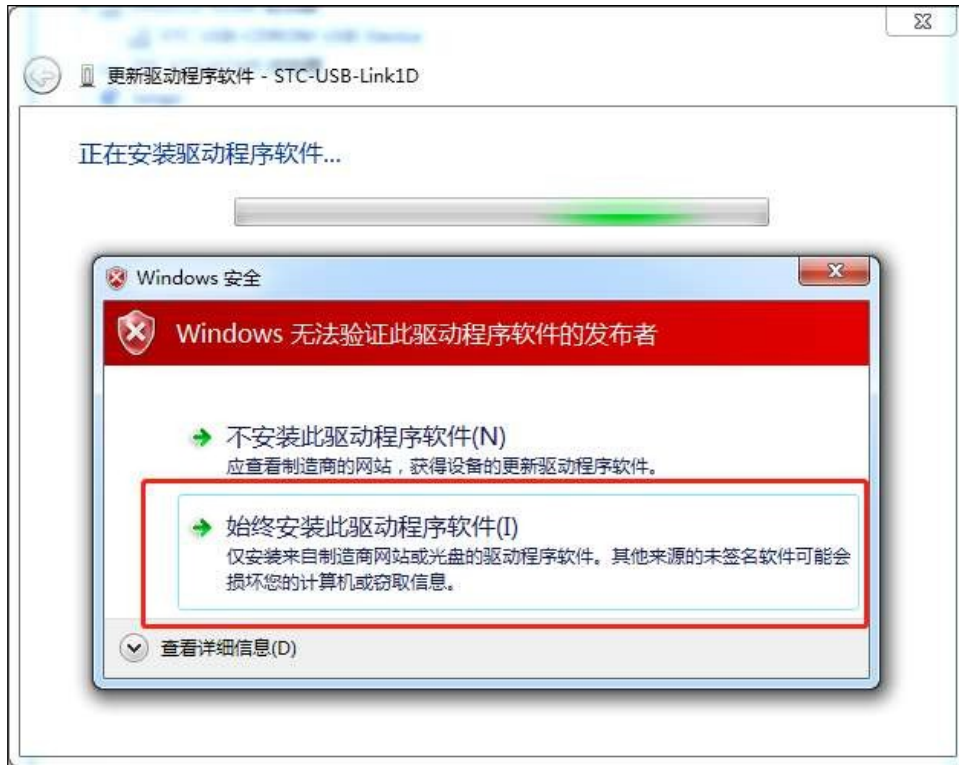 更新驱动程序软件 - STC-USB-Link1D
正在安装驱动程序软件...
Windows 安全
Windows 无法验证此驱动程序软件的发布者
不安装此驱动程序软件(N)
应查看制造商的网站，获得设备的更新驱动程序软件。
始终安装此驱动程序软件(I)
仅安装来自制造商网站或光盘的驱动程序软件。其他来源的未签名软件可能会
损坏您的计算机或窃取信息。
查看详细信息(D)